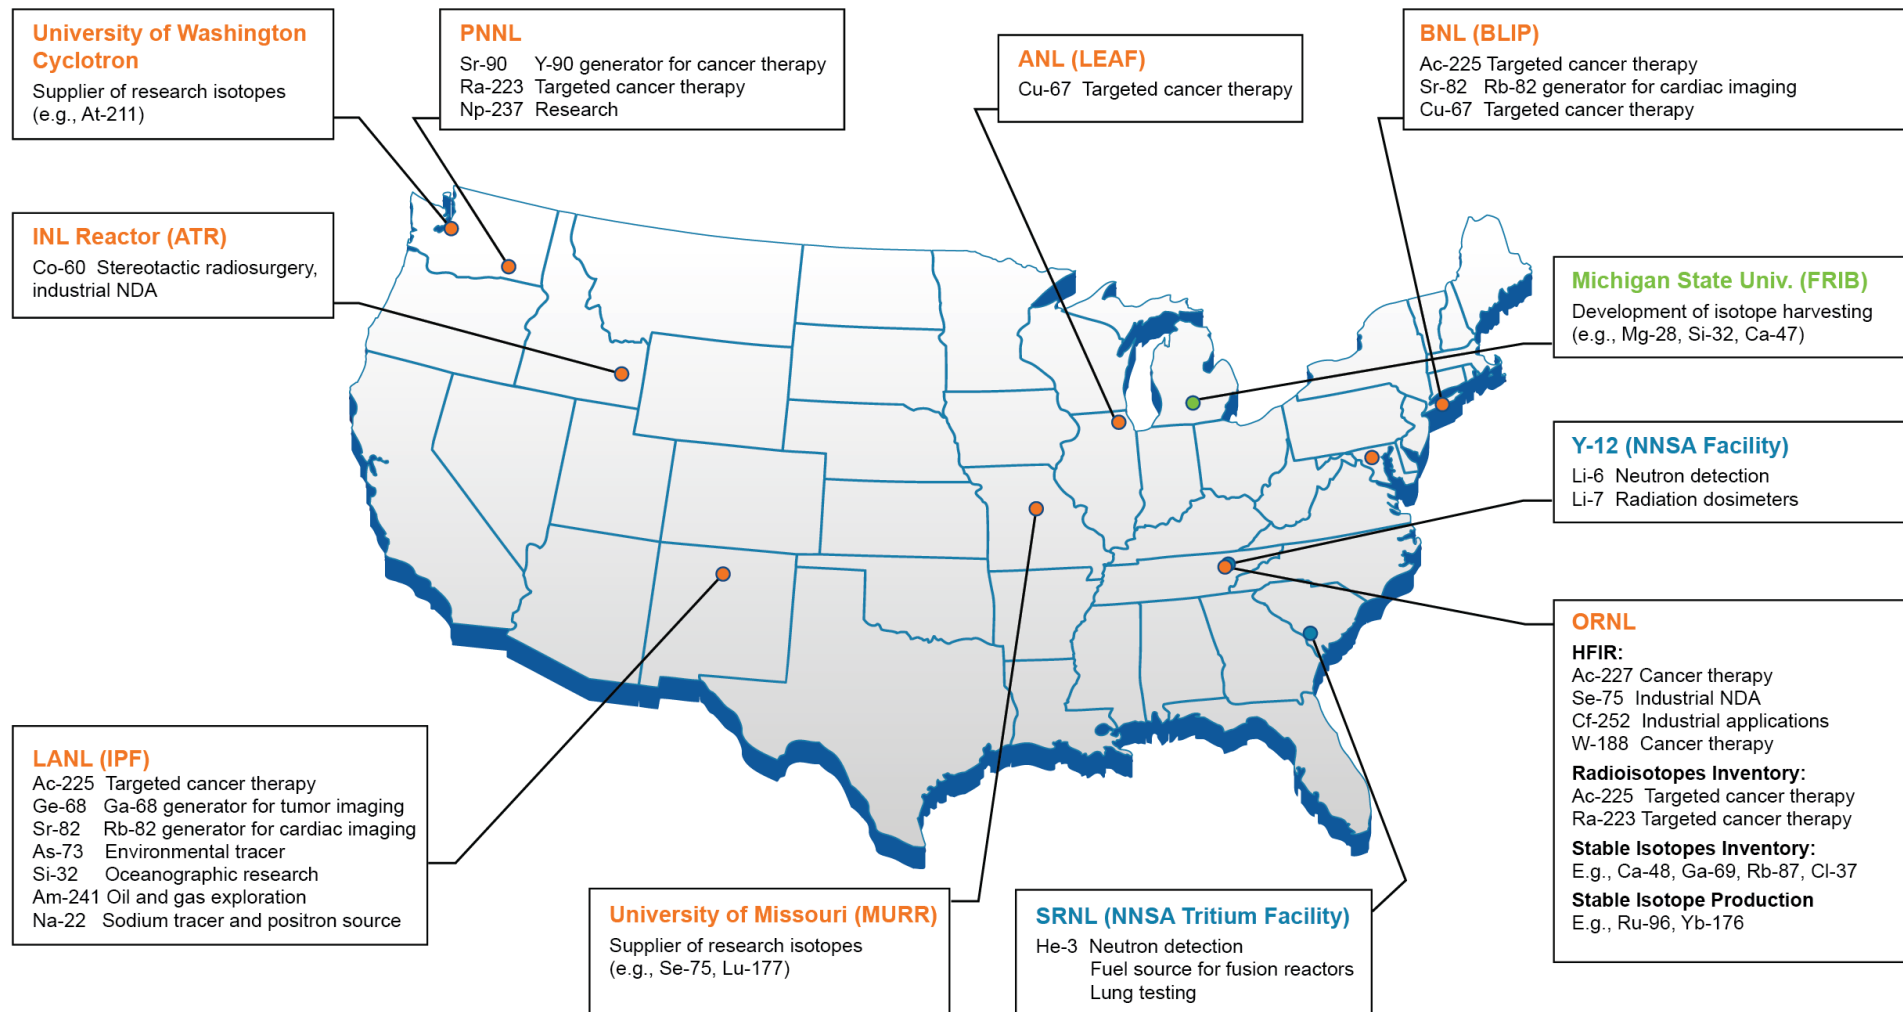 University of Washington
Cyclotron
Supplier of research isotopes
(e.g., At-211)
PNNL
Sr-90 Y-90 generator for cancer therapy
Ra-223 Targeted cancer therapy
Np-237 Research
ANL (LEAF)
Cu-67 Targeted cancer therapy
BNL (BLIP)
Ac-225 Targeted cancer therapy
Sr-82 Rb-82 generator for cardiac imaging
Cu-67 Targeted cancer therapy
INL Reactor (ATR)
Co-60 Stereotactic radiosurgery,
industrial NDA
Michigan State Univ. (FRIB)
Development of isotope harvesting
(e.g., Mg-28, Si-32, Ca-47)
Y-12 (NNSA Facility)
Li-6 Neutron detection
Li-7 Radiation dosimeters
ORNL
HFIR:
Ac-227 Cancer therapy
Se-75 Industrial NDA
Cf-252 Industrial applications
W-188 Cancer therapy
Radioisotopes Inventory:
Ac-225 Targeted cancer therapy
Ra-223 Targeted cancer therapy
Stable Isotopes Inventory:
E.g., Ca-48, Ga-69, Rb-87, Cl-37
Stable Isotope Production
E.g., Ru-96, Yb-176
LANL (IPF)
Ac-225 Targeted cancer therapy
Ge-68 Ga-68 generator for tumor imaging
Sr-82 Rb-82 generator for cardiac imaging
As-73 Environmental tracer
Si-32 Oceanographic research
Am-241 Oil and gas exploration
Na-22 Sodium tracer and positron source
University of Missouri (MURR)
Supplier of research isotopes
(e.g., Se-75, Lu-177)
SRNL (NNSA Tritium Facility)
He-3 Neutron detection
Fuel source for fusion reactors
Lung testing